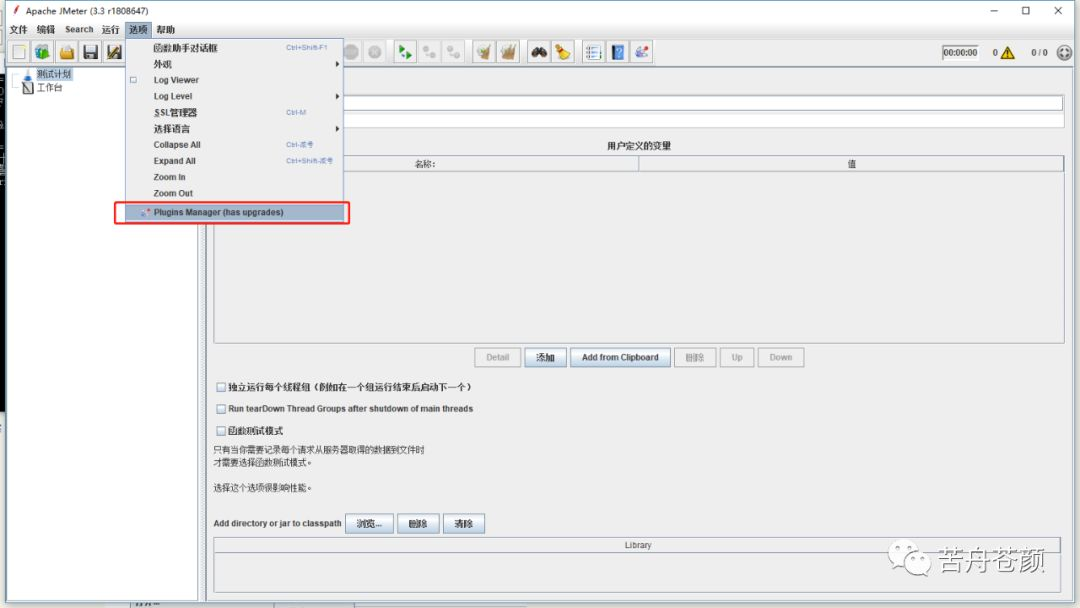 Apache JMeter (3.3 r1808647)
文件 编辑 Search 运行 选项 帮助
函数助手对话框 Ctrl+Shift-F1
外观
Log Viewer
Log Level
SSL管理器 Ctrl-M
选择语言
Collapse All Ctrl-减号
Expand All Ctrl+Shift-减号
Zoom In
Zoom Out
Plugins Manager (has upgrades)
00:00:00 0 0 / 0
测试计划
工作台
用户定义的变量
名称: 值
Detail 添加 Add from Clipboard 删除 Up Down
独立运行每个线程组（例如在一个组运行结束后启动下一个）
Run tearDown Thread Groups after shutdown of main threads
函数测试模式
只有当你需要记录每个请求从服务器取得的数据到文件时
才需要选择函数测试模式。
选择这个选项很影响性能。
Add directory or jar to classpath 浏览... 删除 清除
Library
苦舟苍颜